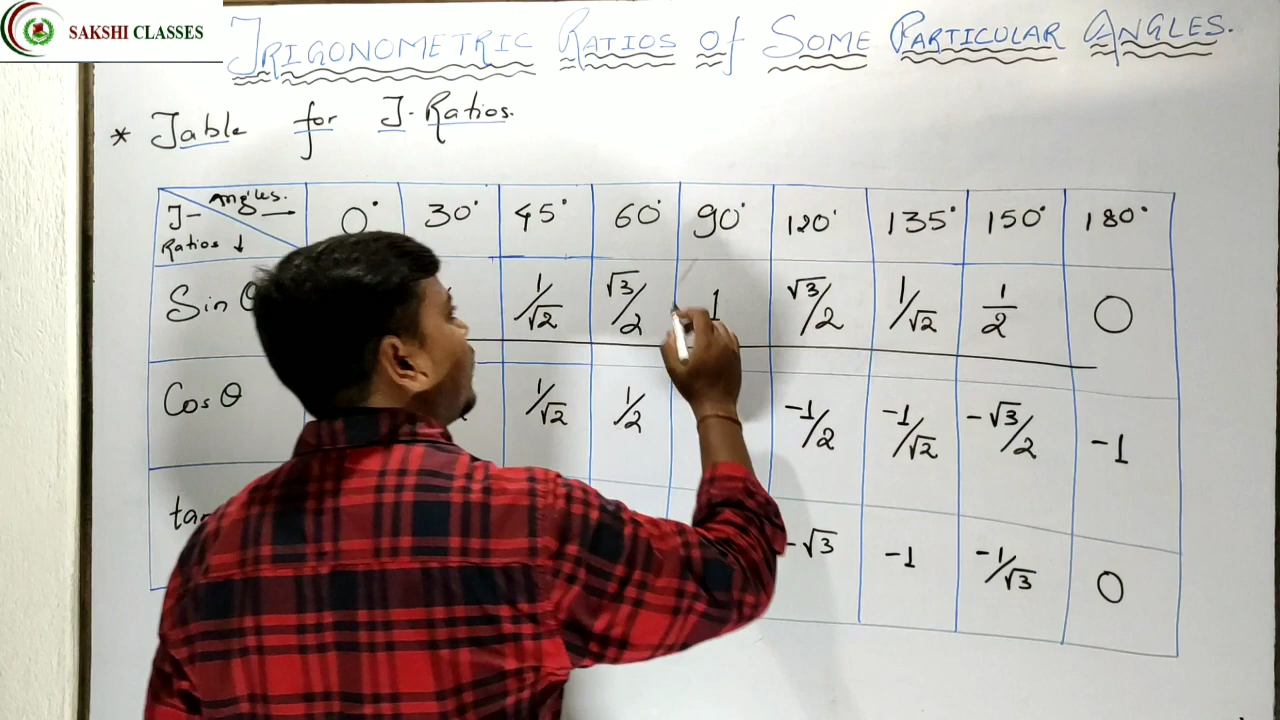 SAKSHI CLASSES
TRIGONOMETRIC RATIOS Of SOME PARTICULAR ANGLES.
* Table for T-Ratios.
T-Ratios ↓ Angles. → 0° 30° 45° 60° 90° 120° 135° 150° 180°
Sin θ 1/√2 √3/2 1 √3/2 1/√2 1/2 0
Cos θ 1/√2 1/2 -1/2 -1/√2 -√3/2 -1
-√3 -1 -1/√3 0